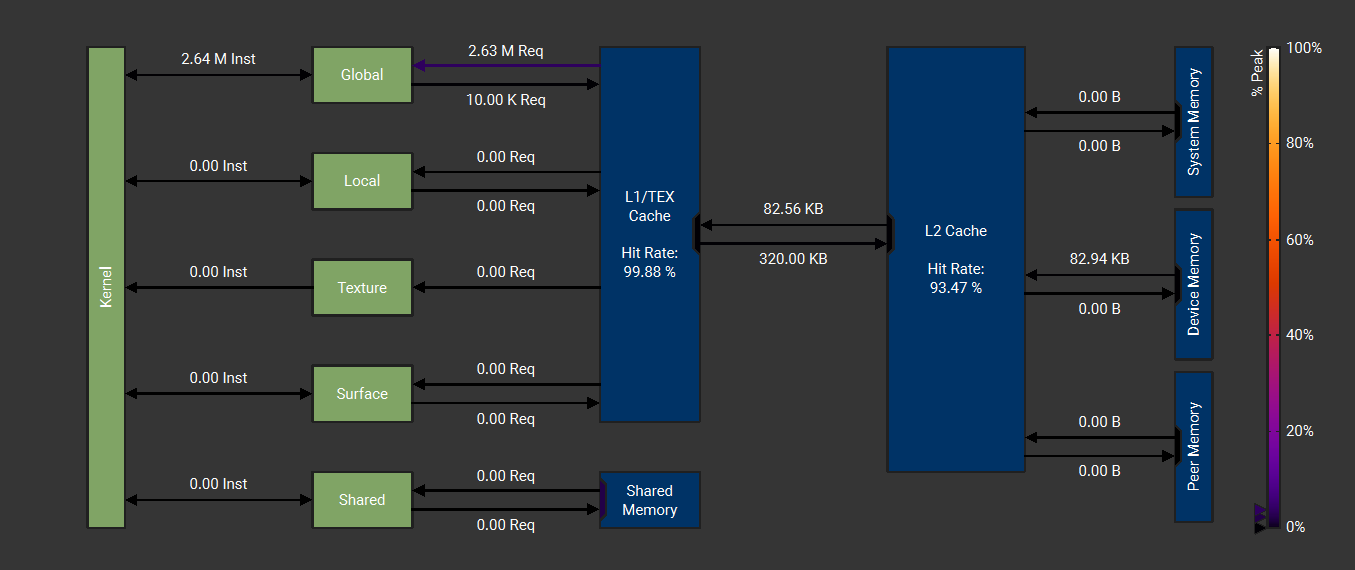 Kernel
2.64 M Inst
Global
2.63 M Req
10.00 K Req
0.00 Inst
Local
0.00 Req
0.00 Req
0.00 Inst
Texture
0.00 Req
0.00 Inst
Surface
0.00 Req
0.00 Req
0.00 Inst
Shared
0.00 Req
0.00 Req
L1/TEX
Cache
Hit Rate:
99.88 %
Shared
Memory
82.56 KB
320.00 KB
L2 Cache
Hit Rate:
93.47 %
0.00 B
0.00 B
System Memory
82.94 KB
0.00 B
Device Memory
0.00 B
0.00 B
Peer Memory
% Peak
100%
80%
60%
40%
20%
0%